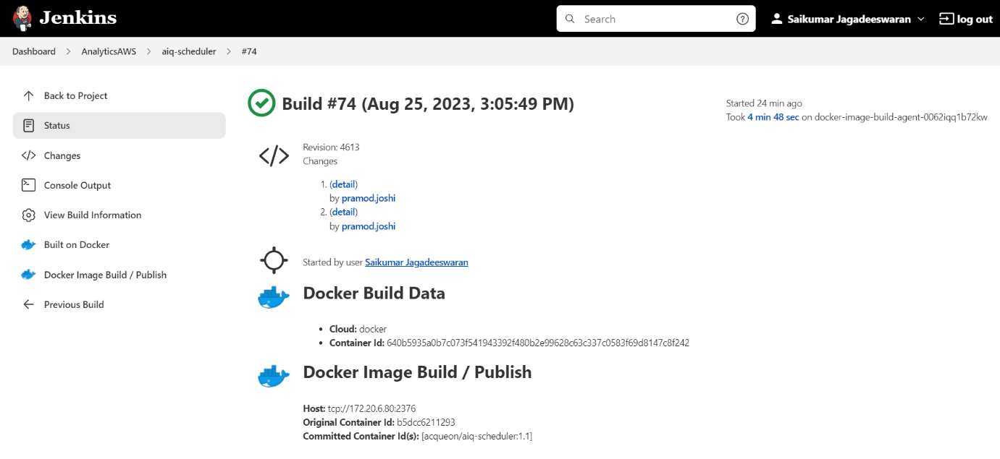 Jenkins
Search
Saikumar Jagadeeswaran
log out
Dashboard > AnalyticsAWS > aiq-scheduler > #74
Back to Project
Status
Changes
Console Output
View Build Information
Built on Docker
Docker Image Build / Publish
Previous Build
Build #74 (Aug 25, 2023, 3:05:49 PM)
Started 24 min ago
Took 4 min 48 sec on docker-image-build-agent-0062iqq1b72kw
Revision: 4613
Changes
1. (detail)
by pramod.joshi
2. (detail)
by pramod.joshi
Started by user Saikumar Jagadeeswaran
Docker Build Data
• Cloud: docker
• Container Id: 640b5935a0b7c073f541943392f480b2e99628c63c337c0583f69d8147c8f242
Docker Image Build / Publish
Host: tcp://172.20.6.80:2376
Original Container Id: b5dcc6211293
Committed Container Id(s): [acqueon/aiq-scheduler:1.1]